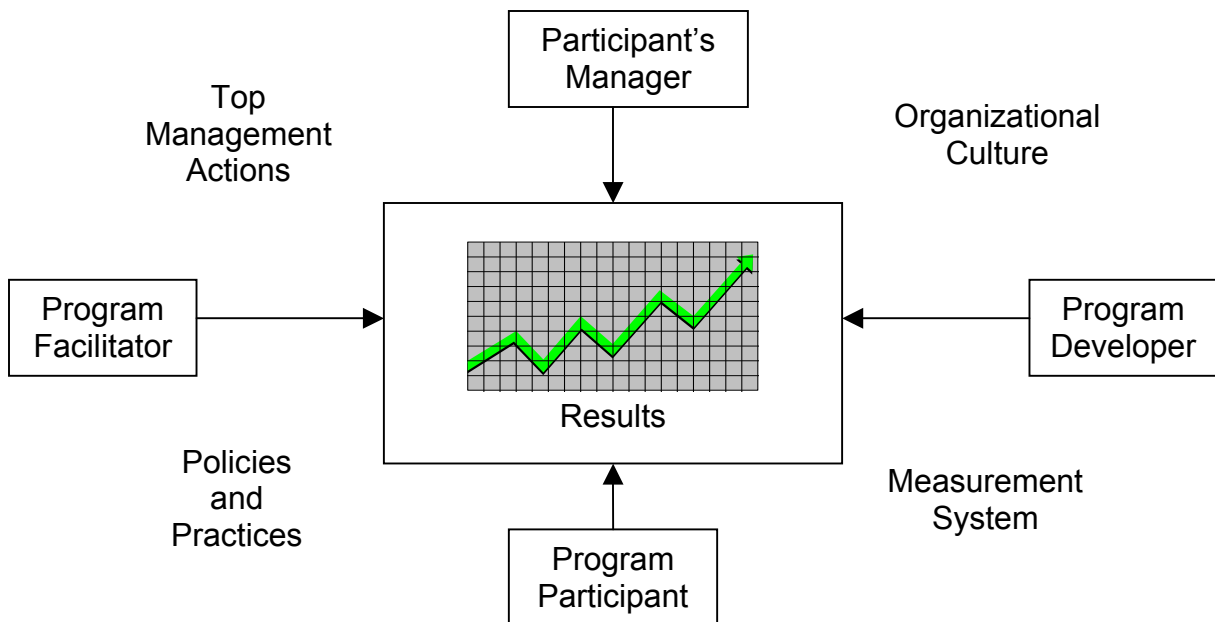 Participant’s
Manager
Top
Management
Actions
Organizational
Culture
Program
Facilitator
Program
Developer
Results
Policies
and
Practices
Measurement
System
Program
Participant